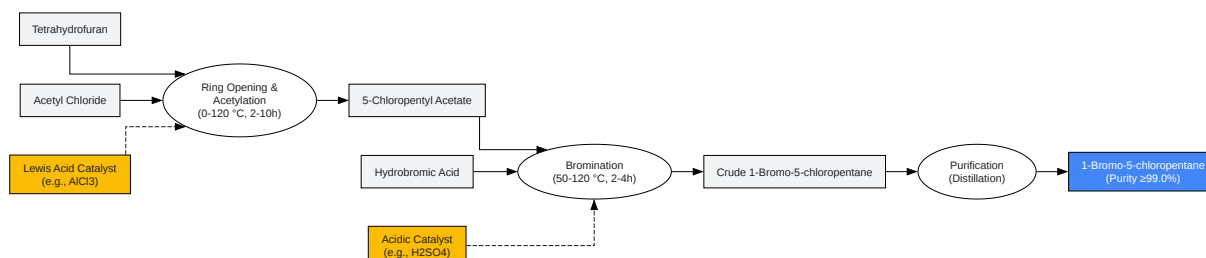 Tetrahydrofuran
Acetyl Chloride
Lewis Acid Catalyst
(e.g., AlCl3)
Ring Opening &
Acetylation
(0-120 °C, 2-10h)
5-Chloropentyl Acetate
Hydrobromic Acid
Acidic Catalyst
(e.g., H2SO4)
Bromination
(50-120 °C, 2-4h)
Crude 1-Bromo-5-chloropentane
Purification
(Distillation)
1-Bromo-5-chloropentane
(Purity ≥99.0%)